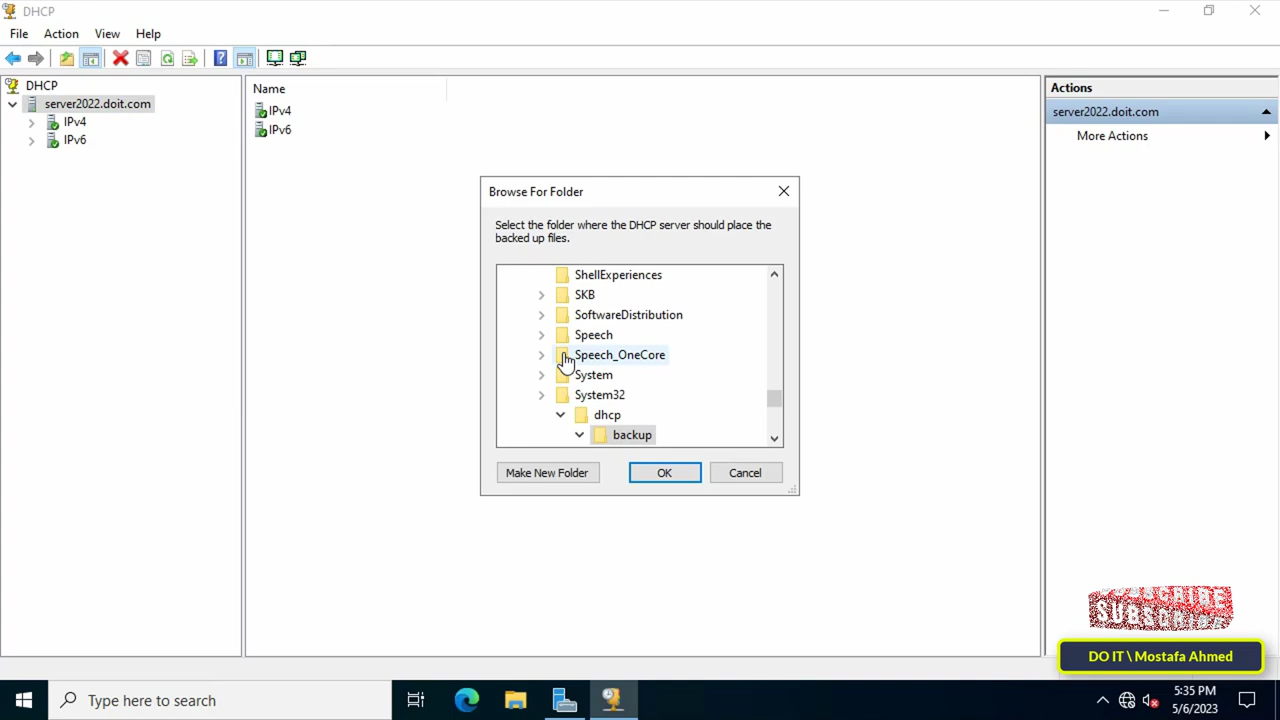 DHCP
File Action View Help
DHCP
server2022.doit.com
IPv4
IPv6
Name
IPv4
IPv6
Actions
server2022.doit.com
More Actions
Browse For Folder
Select the folder where the DHCP server should place the
backed up files.
ShellExperiences
SKB
SoftwareDistribution
Speech
Speech_OneCore
System
System32
dhcp
backup
Make New Folder OK Cancel
SUBSCRIBE
SUBSCRIBE
DO IT \ Mostafa Ahmed
Type here to search
5:35 PM
5/6/2023